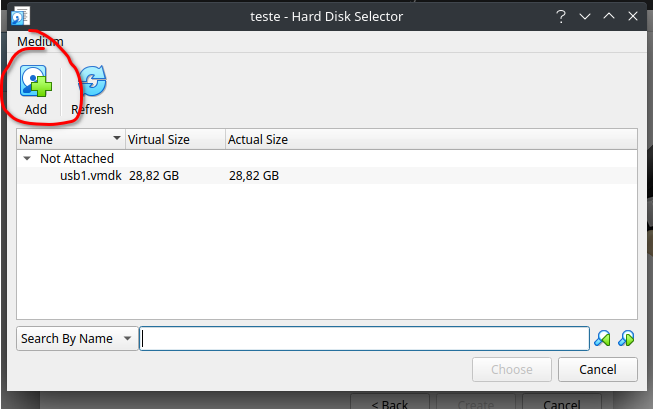 teste - Hard Disk Selector
Medium
Add Refresh
Name Virtual Size Actual Size
Not Attached
usb1.vmdk 28,82 GB 28,82 GB
Search By Name
Choose Cancel
< Back Create Cancel